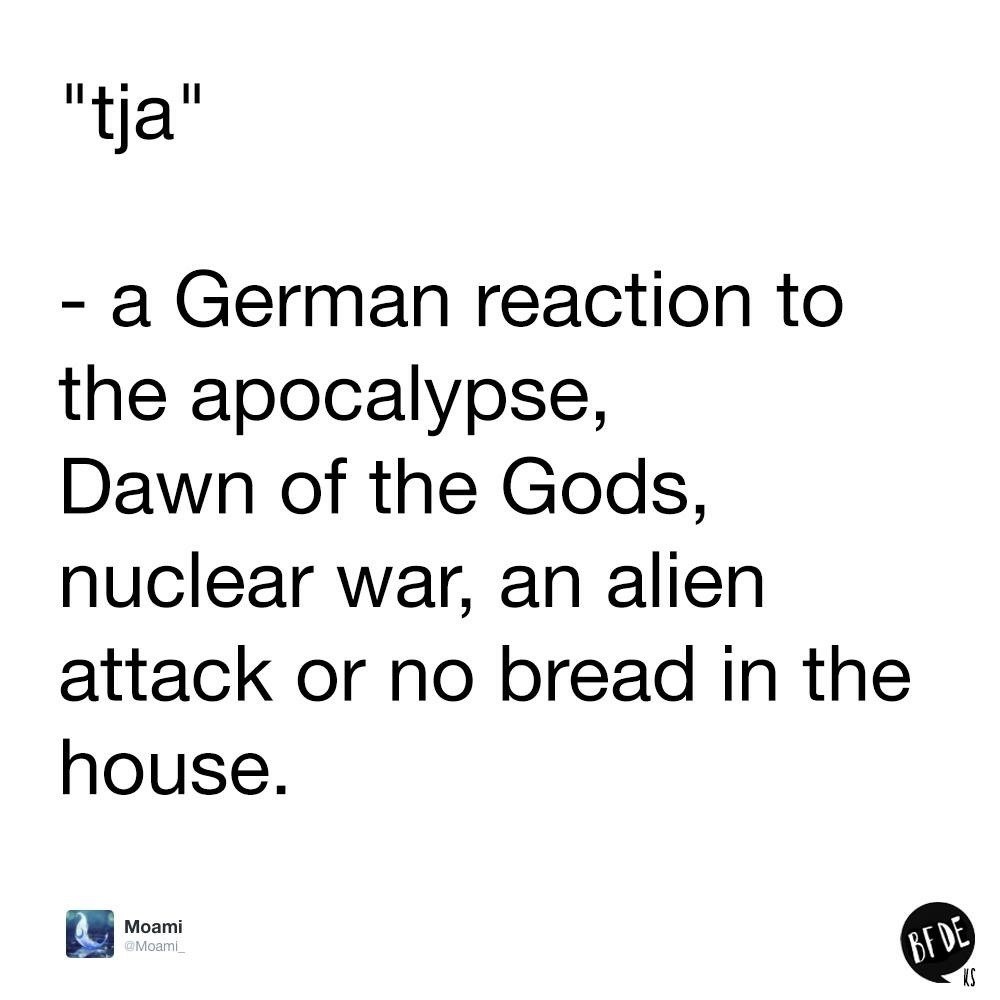 "tja"
- a German reaction to
the apocalypse,
Dawn of the Gods,
nuclear war, an alien
attack or no bread in the
house.
Moami
@Moami_
BFDE
KS